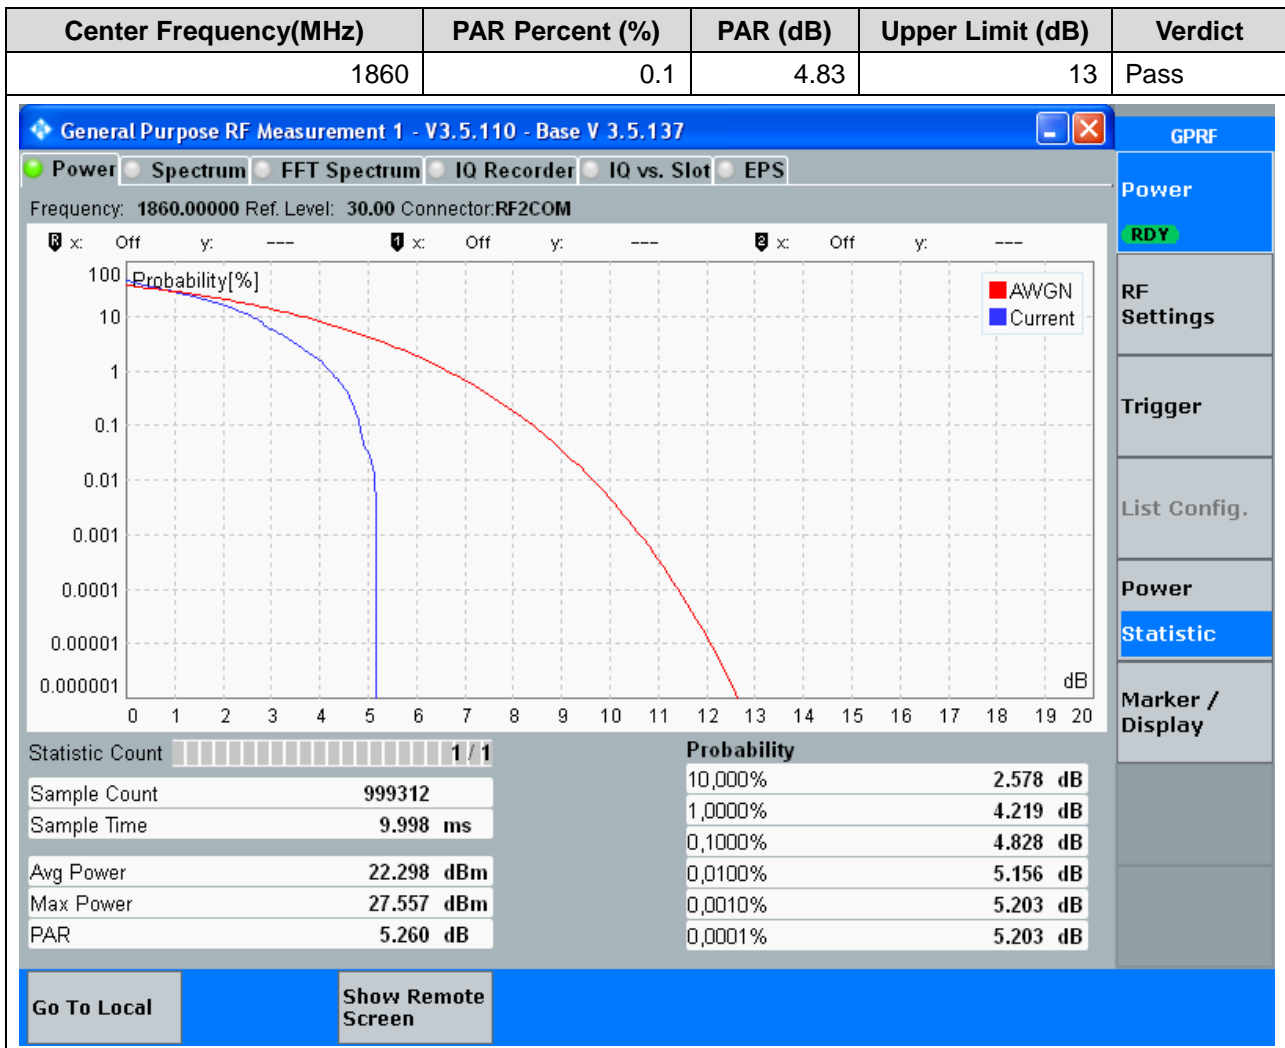 Center Frequency(MHz) PAR Percent (%) PAR (dB) Upper Limit (dB) Verdict
1860 0.1 4.83 13 Pass
General Purpose RF Measurement 1 - V3.5.110 - Base V 3.5.137
GPRF
Power Spectrum FFT Spectrum IQ Recorder IQ vs. Slot EPS
Power
RDY
Frequency: 1860.00000 Ref. Level: 30.00 Connector:RF2COM
R x: Off y: --- 1 x: Off y: --- 2 x: Off y: ---
Probability[%]
AWGN
Current
100
10
1
0.1
0.01
0.001
0.0001
0.00001
0.000001
dB
0 1 2 3 4 5 6 7 8 9 10 11 12 13 14 15 16 17 18 19 20
RF
Settings
Trigger
List Config.
Power
Statistic
Marker /
Display
Statistic Count 1 / 1
Sample Count 999312
Sample Time 9.998 ms
Avg Power 22.298 dBm
Max Power 27.557 dBm
PAR 5.260 dB
Probability
10,000% 2.578 dB
1,0000% 4.219 dB
0,1000% 4.828 dB
0,0100% 5.156 dB
0,0010% 5.203 dB
0,0001% 5.203 dB
Go To Local
Show Remote
Screen